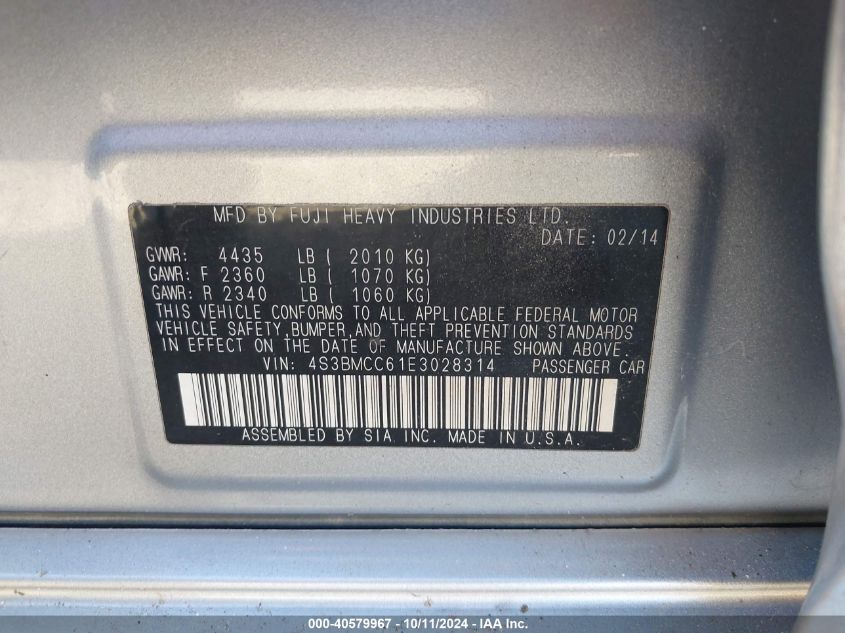 MFD BY FUJI HEAVY INDUSTRIES LTD.
DATE: 02/14
GVWR: 4435 LB ( 2010 KG)
GAWR: F 2360 LB ( 1070 KG)
GAWR: R 2340 LB ( 1060 KG)
THIS VEHICLE CONFORMS TO ALL APPLICABLE FEDERAL MOTOR
VEHICLE SAFETY,BUMPER,AND THEFT PREVENTION STANDARDS
IN EFFECT ON THE DATE OF MANUFACTURE SHOWN ABOVE.
VIN: 4S3BMCC61E3028314 PASSENGER CAR
ASSEMBLED BY SIA INC. MADE IN U.S.A.
000-40579967 - 10/11/2024 - IAA Inc.